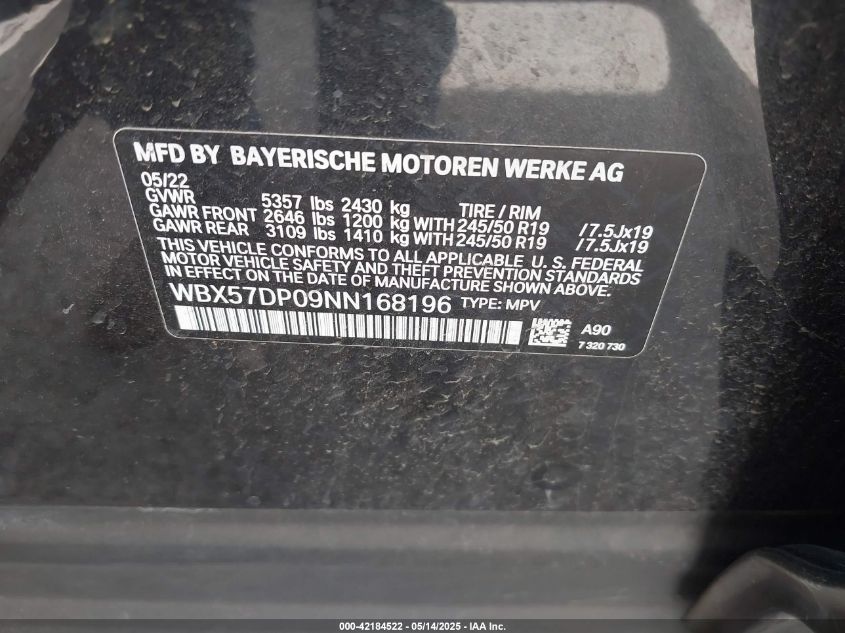 MFD BY BAYERISCHE MOTOREN WERKE AG
05/22
GVWR 5357 lbs 2430 kg TIRE / RIM
GAWR FRONT 2646 lbs 1200 kg WITH 245/50 R19 /7.5Jx19
GAWR REAR 3109 lbs 1410 kg WITH 245/50 R19 /7.5Jx19
THIS VEHICLE CONFORMS TO ALL APPLICABLE U. S. FEDERAL
MOTOR VEHICLE SAFETY AND THEFT PREVENTION STANDARDS
IN EFFECT ON THE DATE OF MANUFACTURE SHOWN ABOVE.
WBX57DP09NN168196 TYPE: MPV
A90
7 320 730
000-42184522 - 05/14/2025 - IAA Inc.